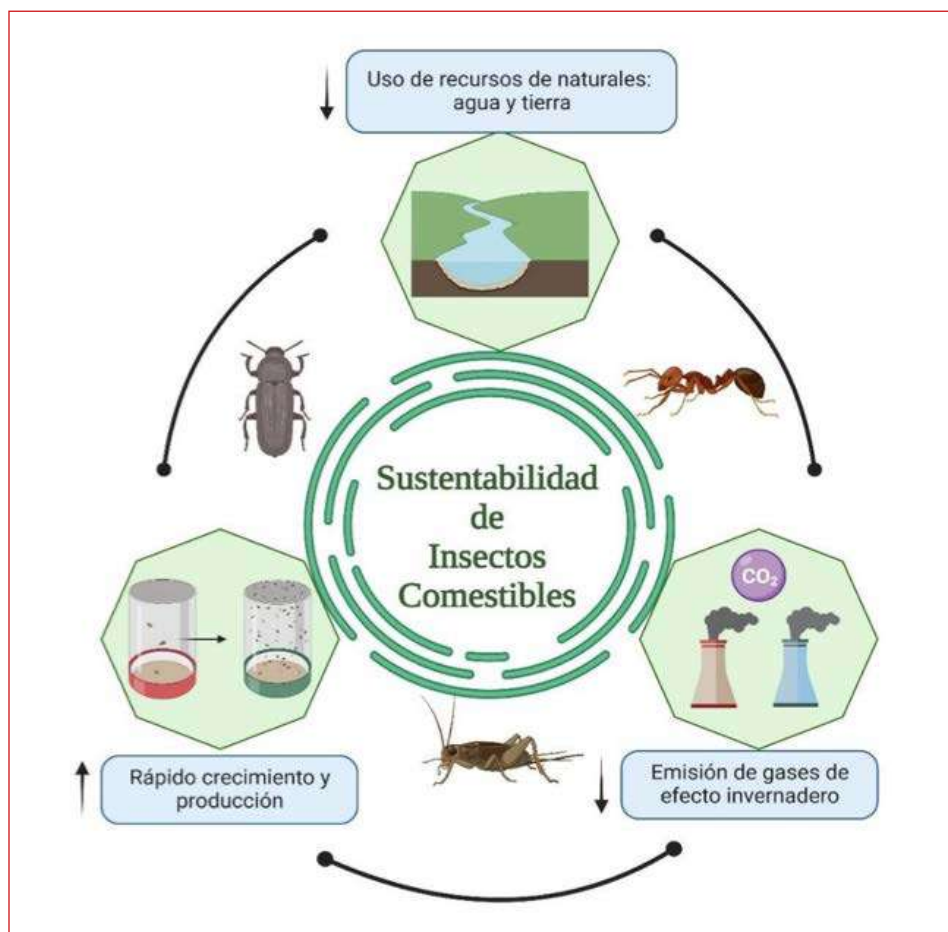 Uso de recursos de naturales:
agua y tierra
Sustentabilidad
de
Insectos
Comestibles
CO₂
Rápido crecimiento y
producción
Emisión de gases de
efecto invernadero